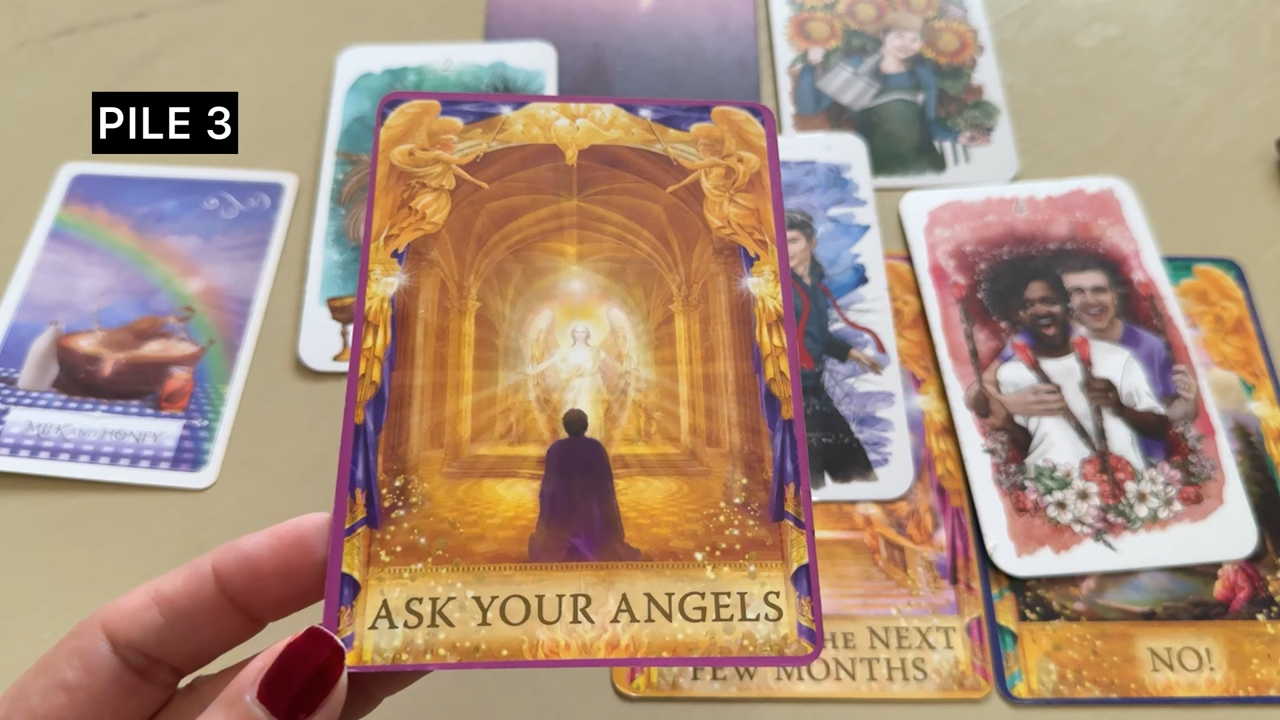 PILE 3
MILK AND HONEY
ASK YOUR ANGELS
THE NEXT
FEW MONTHS
NO!